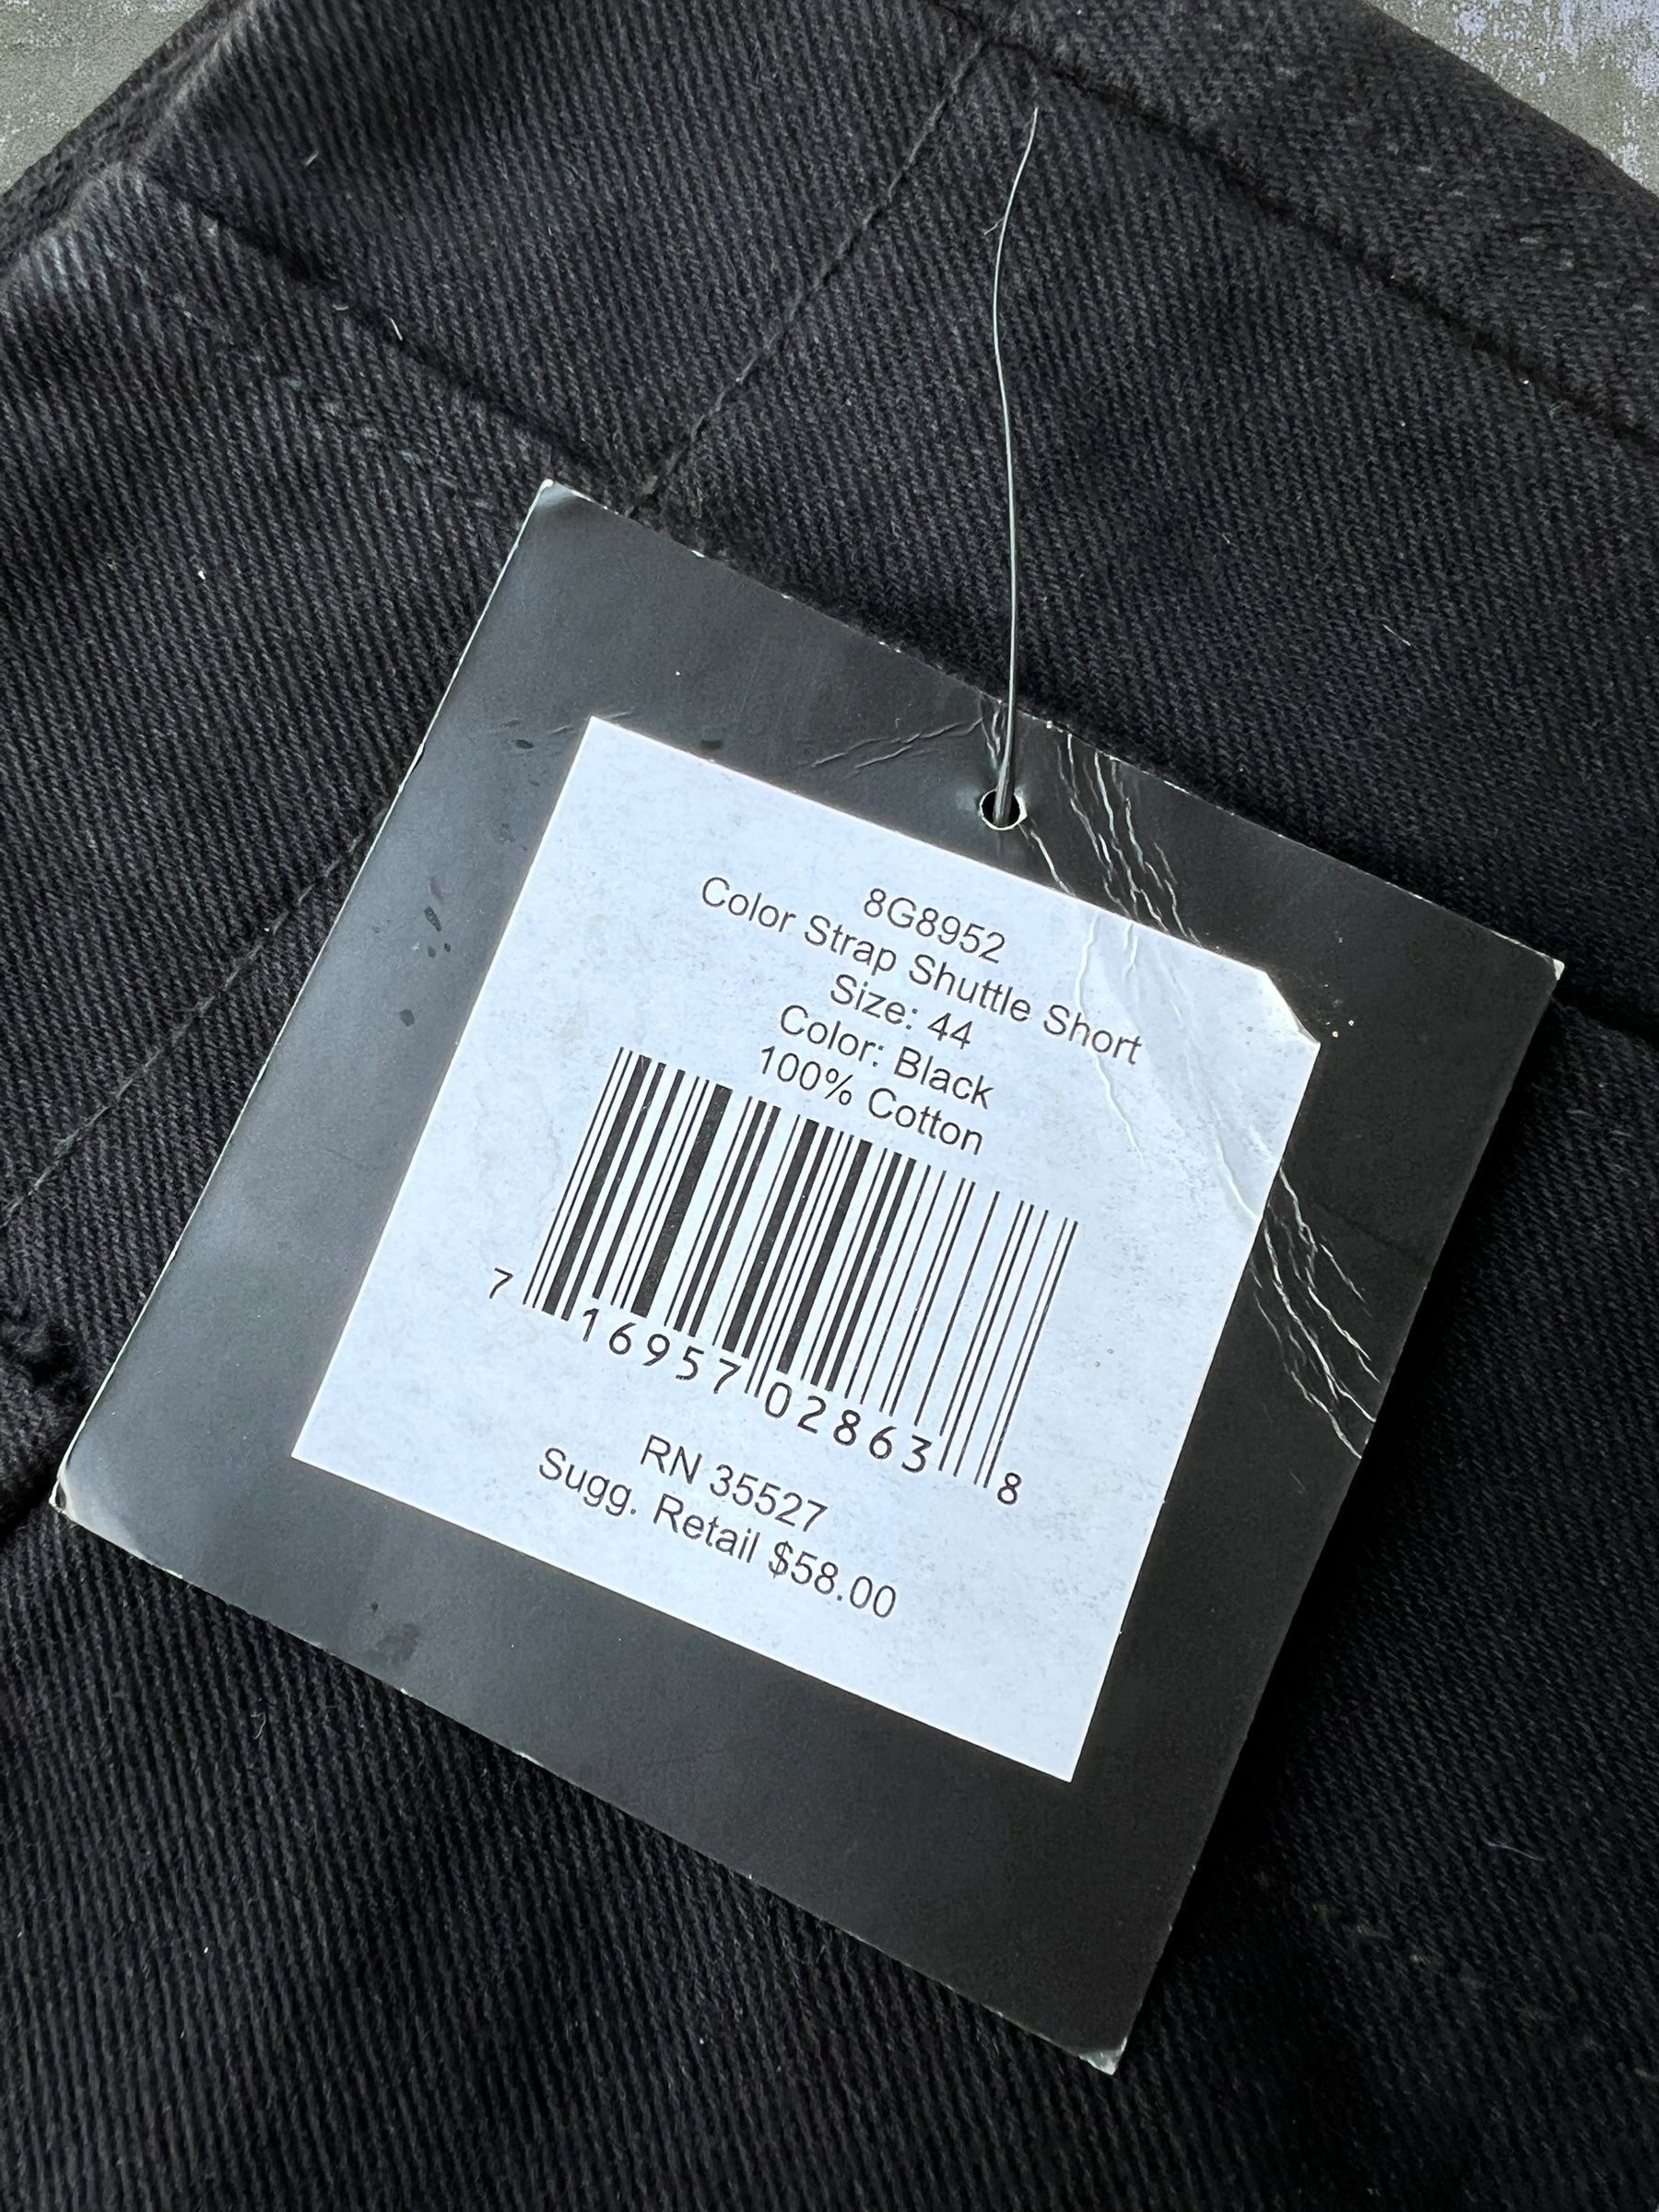 8G8952
Color Strap Shuttle Short
Size: 44
Color: Black
100% Cotton
7 16957 02863 8
RN 35527
Sugg. Retail $58.00